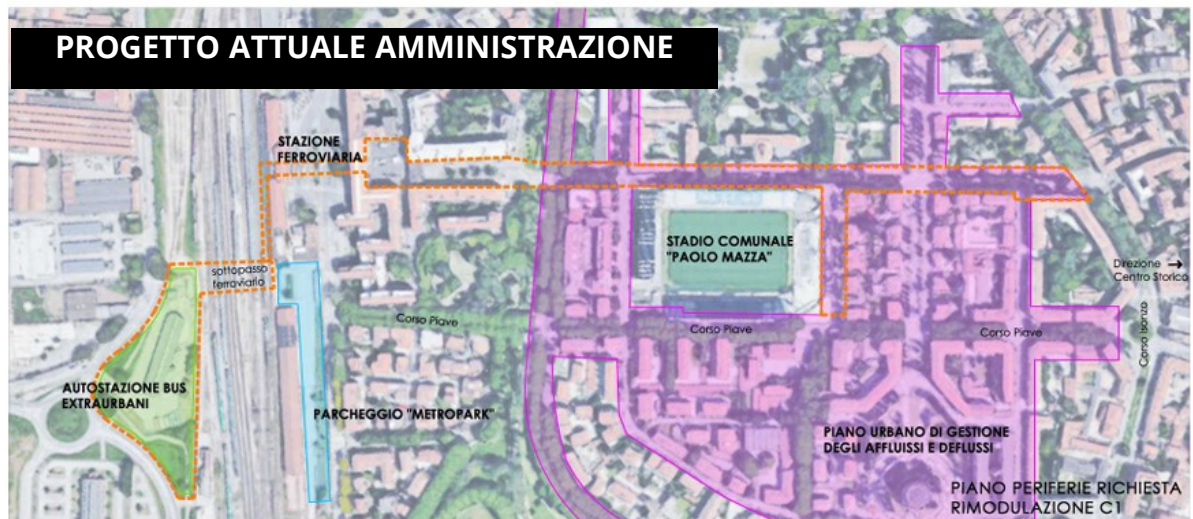 PROGETTO ATTUALE AMMINISTRAZIONE
STAZIONE
FERROVIARIA
STADIO COMUNALE
"PAOLO MAZZA"
sottopasso
ferroviario
Direzione →
Centro Storico
Corso Piave
Corso Piave
Corso Piave
Corso Isonzo
AUTOSTAZIONE BUS
EXTRAURBANI
PARCHEGGIO "METROPARK"
PIANO URBANO DI GESTIONE
DEGLI AFFLUISSI E DEFLUSSI
PIANO PERIFERIE RICHIESTA
RIMODULAZIONE C1